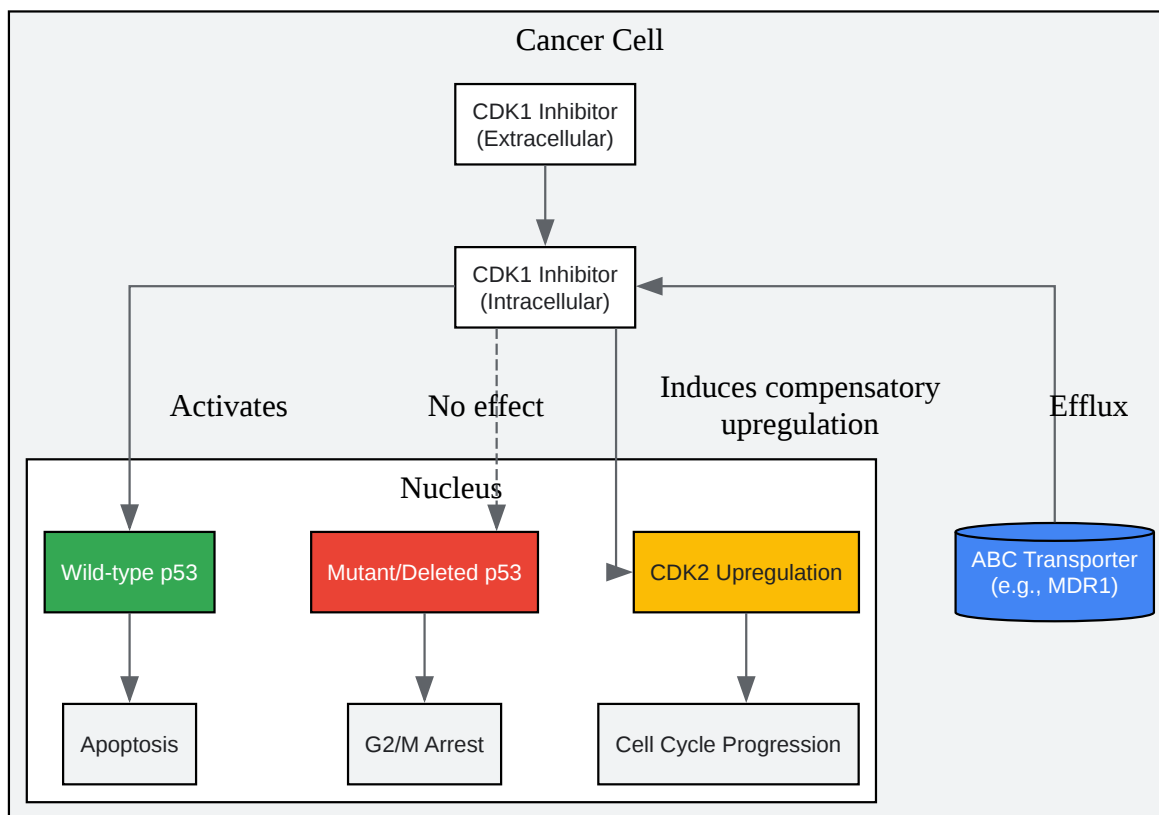 Cancer Cell
CDK1 Inhibitor
(Extracellular)
CDK1 Inhibitor
(Intracellular)
Activates
No effect
Induces compensatory
upregulation
Efflux
Nucleus
Wild-type p53
Mutant/Deleted p53
CDK2 Upregulation
ABC Transporter
(e.g., MDR1)
Apoptosis
G2/M Arrest
Cell Cycle Progression